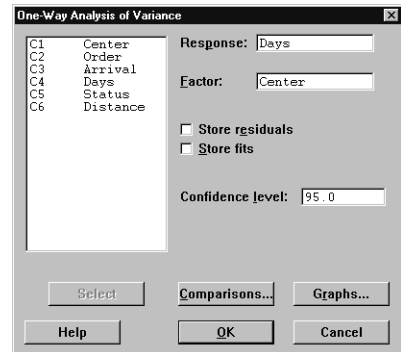 One-Way Analysis of Variance
C1 Center
C2 Order
C3 Arrival
C4 Days
C5 Status
C6 Distance
Response: Days
Factor: Center
Store residuals
Store fits
Confidence level: 95.0
Select
Comparisons...
Graphs...
Help
OK
Cancel